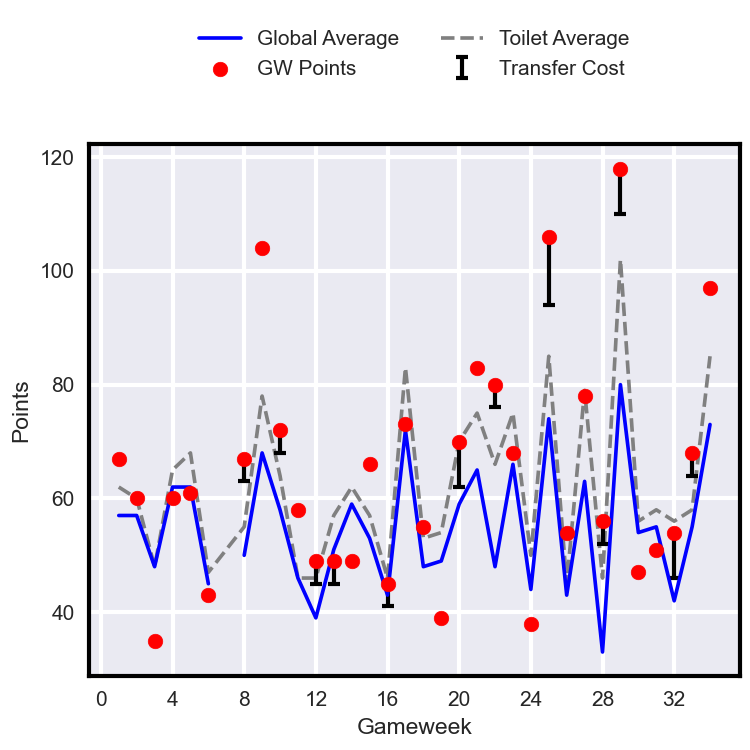 Global Average
Toilet Average
GW Points
Transfer Cost
120
100
80
60
40
Points
0 4 8 12 16 20 24 28 32
Gameweek